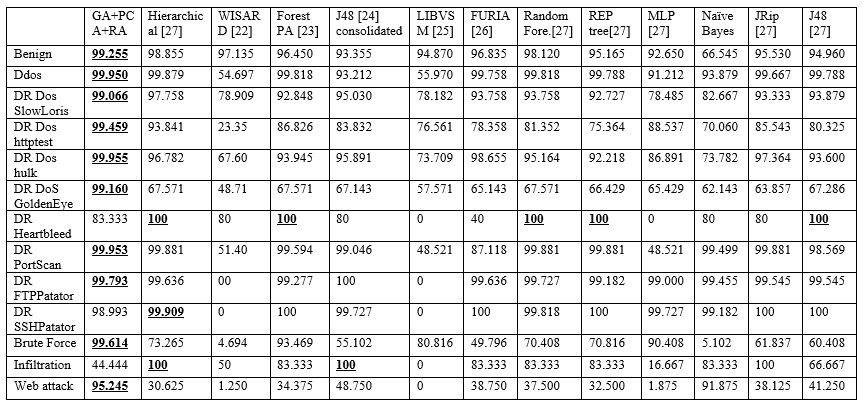 GA+PCA+RA Hierarchical [27] WISARD [22] Forest PA [23] J48 [24] consolidated LIBVSM [25] FURIA [26] Random Fore.[27] REP tree[27] MLP [27] Naïve Bayes JRip [27] J48 [27]
Benign 99.255 98.855 97.135 96.450 93.355 94.870 96.835 98.120 95.165 92.650 66.545 95.530 94.960
Ddos 99.950 99.879 54.697 99.818 93.212 55.970 99.758 99.818 99.788 91.212 93.879 99.667 99.788
DR Dos SlowLoris 99.066 97.758 78.909 92.848 95.030 78.182 93.758 93.758 92.727 78.485 82.667 93.333 93.879
DR Dos httptest 99.459 93.841 23.35 86.826 83.832 76.561 78.358 81.352 75.364 88.537 70.060 85.543 80.325
DR Dos hulk 99.955 96.782 67.60 93.945 95.891 73.709 98.655 95.164 92.218 86.891 73.782 97.364 93.600
DR DoS GoldenEye 99.160 67.571 48.71 67.571 67.143 57.571 65.143 67.571 66.429 65.429 62.143 63.857 67.286
DR Heartbleed 83.333 100 80 100 80 0 40 100 100 0 80 80 100
DR PortScan 99.953 99.881 51.40 99.594 99.046 48.521 87.118 99.881 99.881 48.521 99.499 99.881 98.569
DR FTPPatator 99.793 99.636 00 99.277 100 0 99.636 99.727 99.182 99.000 99.455 99.545 99.545
DR SSHPatator 98.993 99.909 0 100 99.727 0 100 99.818 100 99.727 99.182 100 100
Brute Force 99.614 73.265 4.694 93.469 55.102 80.816 49.796 70.408 70.816 90.408 5.102 61.837 60.408
Infiltration 44.444 100 50 83.333 100 0 83.333 83.333 83.333 16.667 83.333 100 66.667
Web attack 95.245 30.625 1.250 34.375 48.750 0 38.750 37.500 32.500 1.875 91.875 38.125 41.250